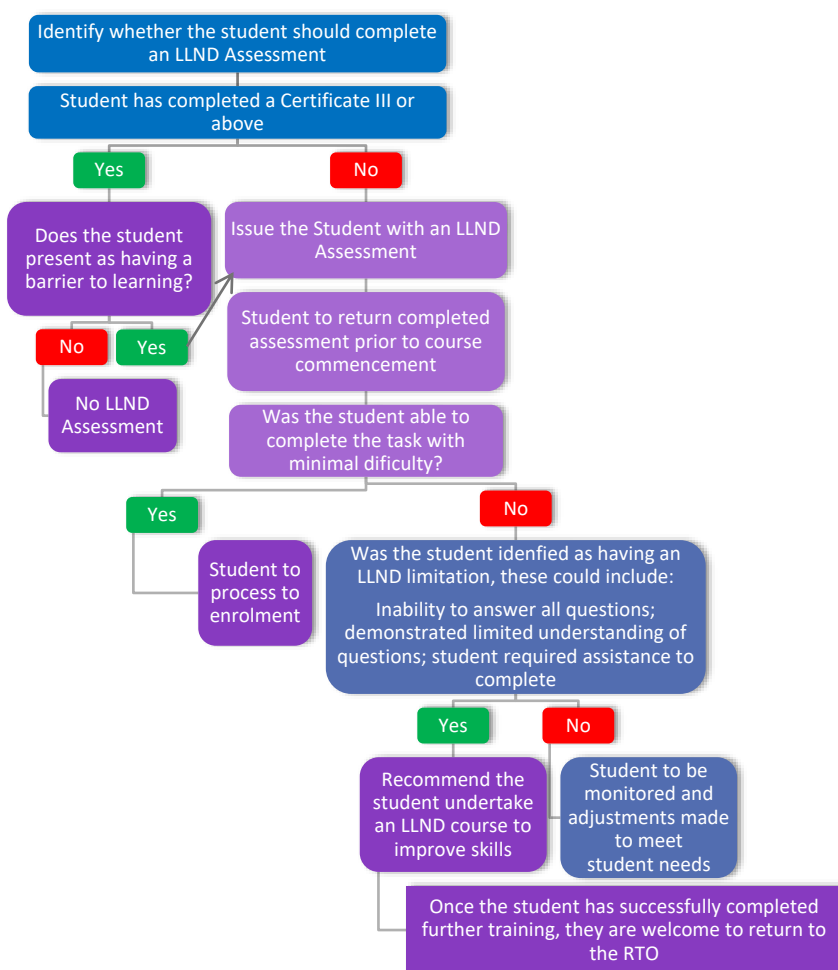 Identify whether the student should complete
an LLND Assessment
Student has completed a Certificate III or
above
Yes
No
Does the student
present as having a
barrier to learning?
Issue the Student with an LLND
Assessment
Student to return completed
assessment prior to course
commencement
No
Yes
No LLND
Assessment
Was the student able to
complete the task with
minimal dificulty?
Yes
No
Student to
process to
enrolment
Was the student idenfied as having an
LLND limitation, these could include:
Inability to answer all questions;
demonstrated limited understanding of
questions; student required assistance to
complete
Yes
No
Recommend the
student undertake
an LLND course to
improve skills
Student to be
monitored and
adjustments made
to meet
student needs
Once the student has successfully completed
further training, they are welcome to return to
the RTO